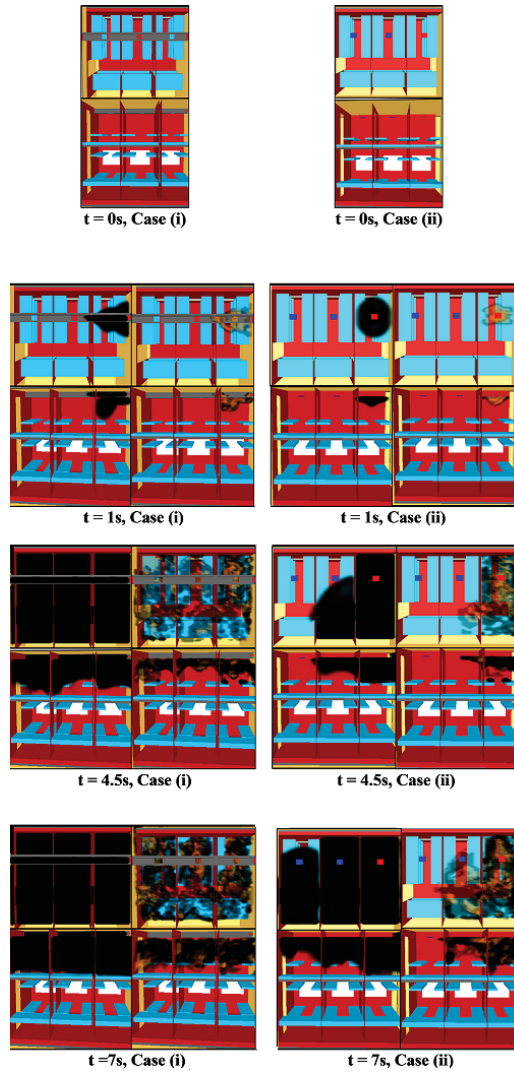 t = 0s, Case (i)
t = 0s, Case (ii)
t = 1s, Case (i)
t = 1s, Case (ii)
t = 4.5s, Case (i)
t = 4.5s, Case (ii)
t =7s, Case (i)
t = 7s, Case (ii)